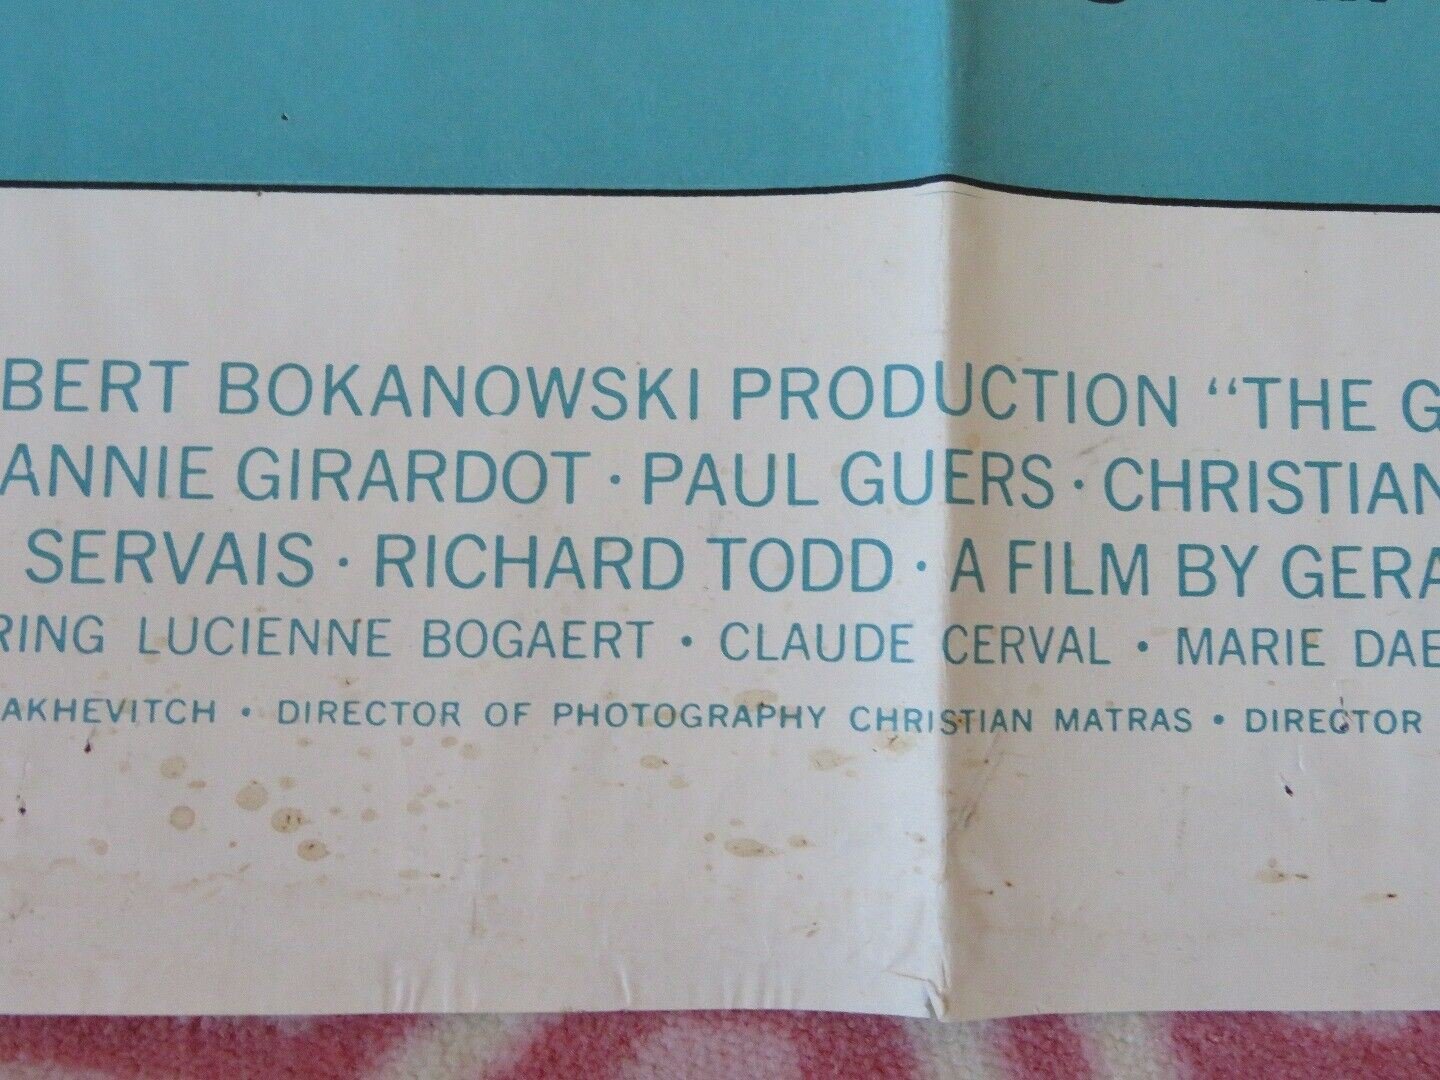 BERT BOKANOWSKI PRODUCTION “THE G
ANNIE GIRARDOT · PAUL GUERS · CHRISTIAN
SERVAIS · RICHARD TODD · A FILM BY GERA
RING LUCIENNE BOGAERT • CLAUDE CERVAL • MARIE DAE
AKHEVITCH • DIRECTOR OF PHOTOGRAPHY CHRISTIAN MATRAS • DIRECTOR